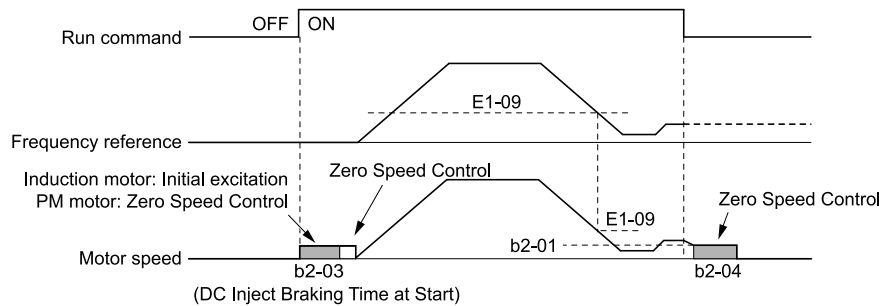 Run command
OFF
ON
E1-09
Frequency reference
Induction motor: Initial excitation
PM motor: Zero Speed Control
Zero Speed Control
Zero Speed Control
E1-09
b2-01
Motor speed
b2-03
b2-04
(DC Inject Braking Time at Start)